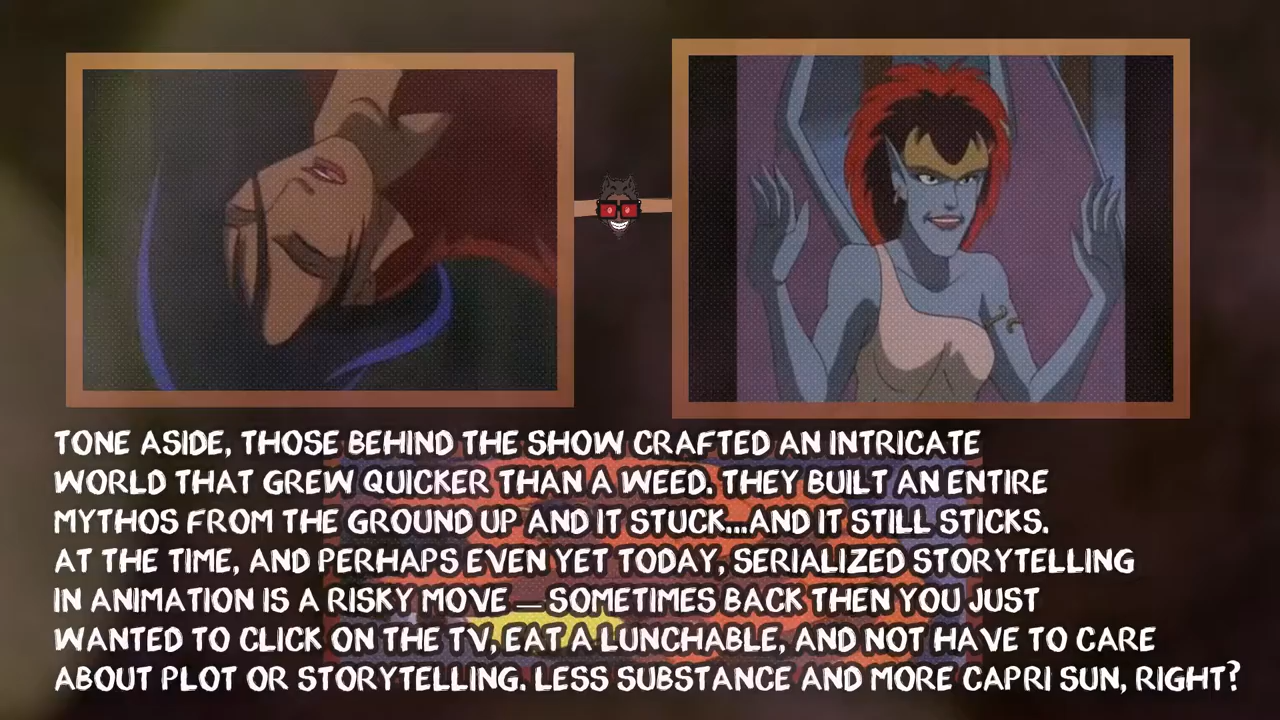 TONE ASIDE, THOSE BEHIND THE SHOW CRAFTED AN INTRICATE
WORLD THAT GREW QUICKER THAN A WEED. THEY BUILT AN ENTIRE
MYTHOS FROM THE GROUND UP AND IT STUCK...AND IT STILL STICKS.
AT THE TIME, AND PERHAPS EVEN YET TODAY, SERIALIZED STORYTELLING
IN ANIMATION IS A RISKY MOVE — SOMETIMES BACK THEN YOU JUST
WANTED TO CLICK ON THE TV, EAT A LUNCHABLE, AND NOT HAVE TO CARE
ABOUT PLOT OR STORYTELLING. LESS SUBSTANCE AND MORE CAPRI SUN, RIGHT?